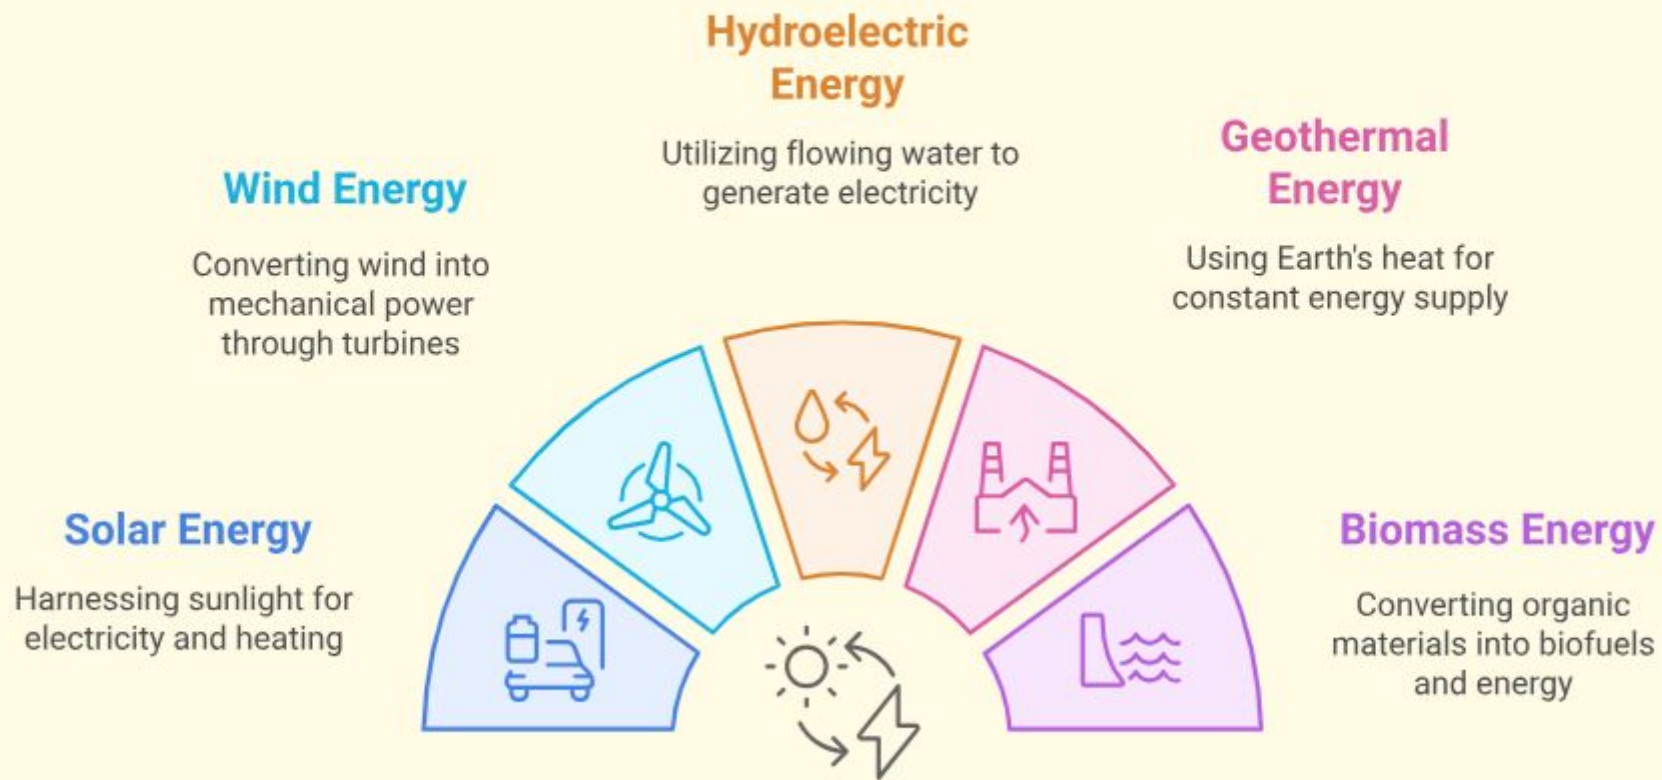 Hydroelectric
Energy
Utilizing flowing water to
generate electricity
Geothermal
Energy
Using Earth's heat for
constant energy supply
Wind Energy
Converting wind into
mechanical power
through turbines
Solar Energy
Harnessing sunlight for
electricity and heating
Biomass Energy
Converting organic
materials into biofuels
and energy